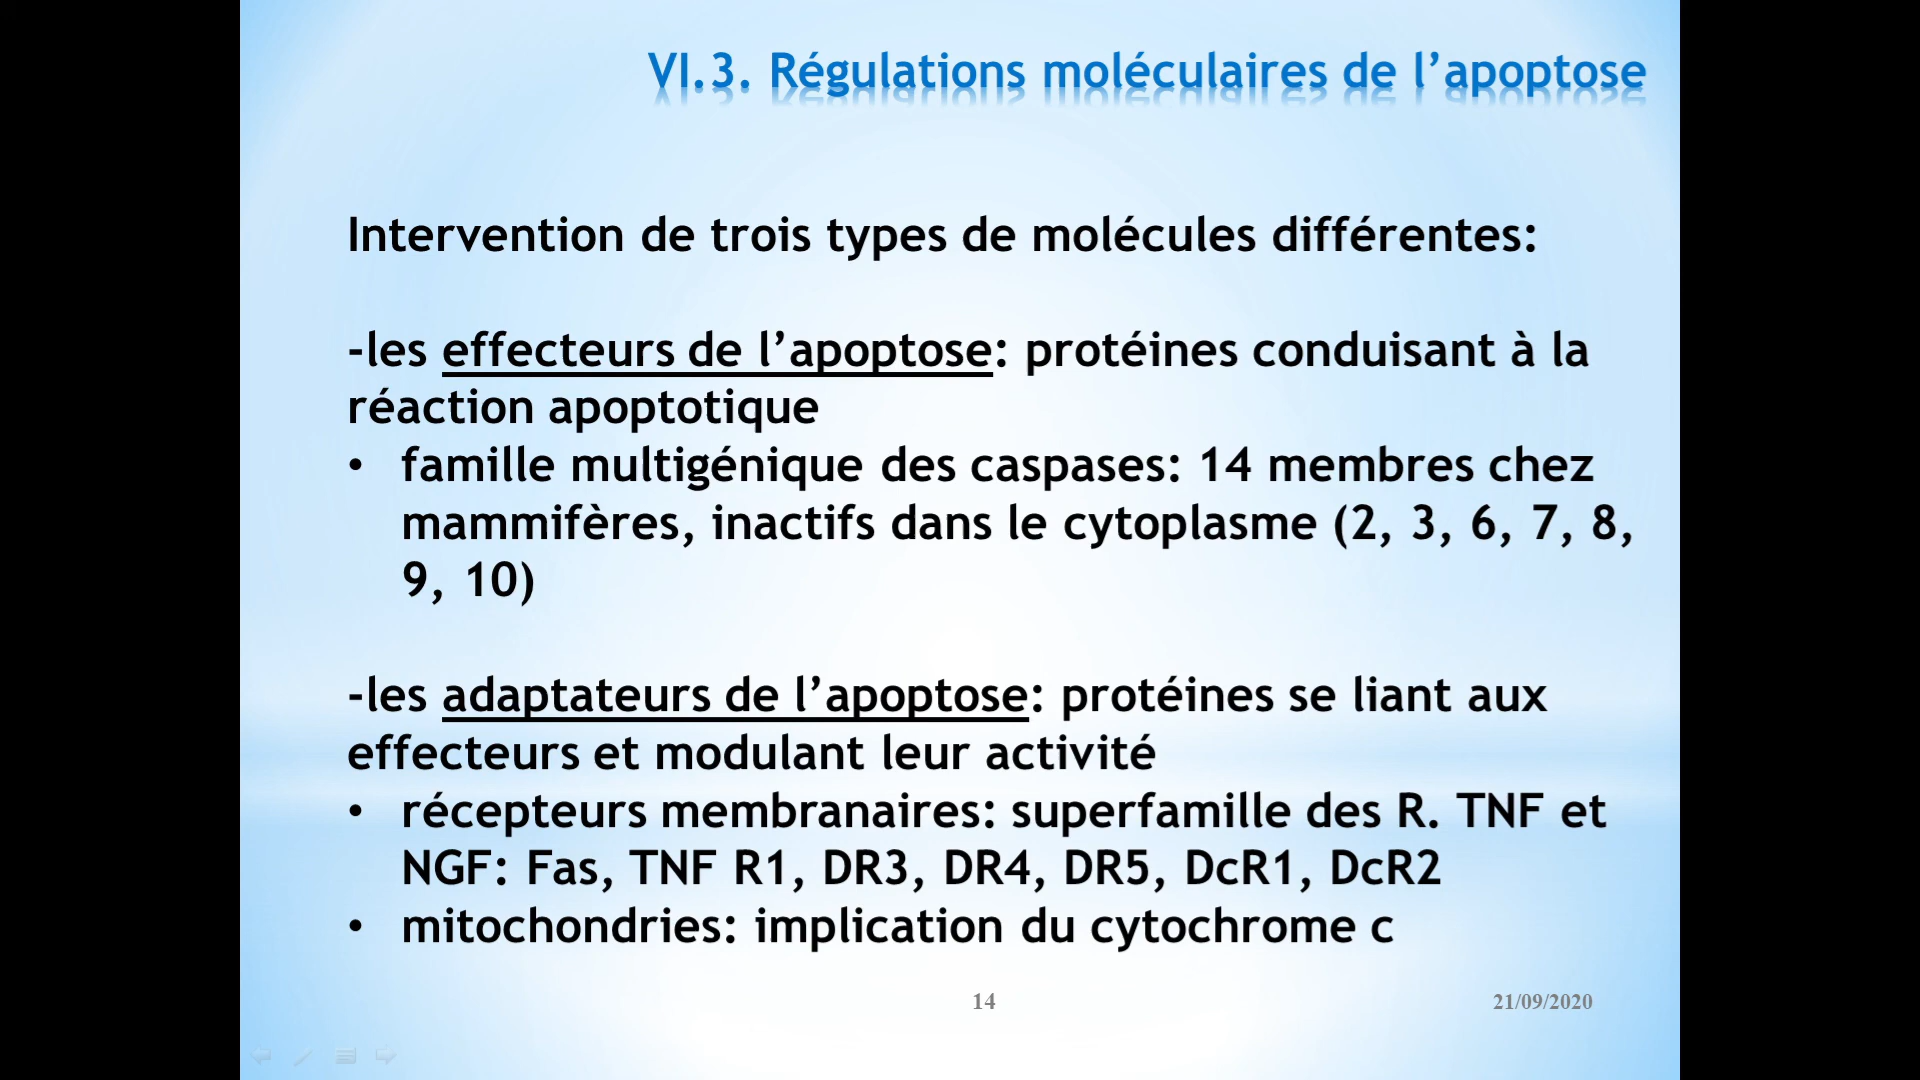 VI.3. Régulations moléculaires de l’apoptose
Intervention de trois types de molécules différentes:
-les effecteurs de l’apoptose: protéines conduisant à la
réaction apoptotique
• famille multigénique des caspases: 14 membres chez
mammifères, inactifs dans le cytoplasme (2, 3, 6, 7, 8,
9, 10)
-les adaptateurs de l’apoptose: protéines se liant aux
effecteurs et modulant leur activité
• récepteurs membranaires: superfamille des R. TNF et
NGF: Fas, TNF R1, DR3, DR4, DR5, DcR1, DcR2
• mitochondries: implication du cytochrome c
14 21/09/2020